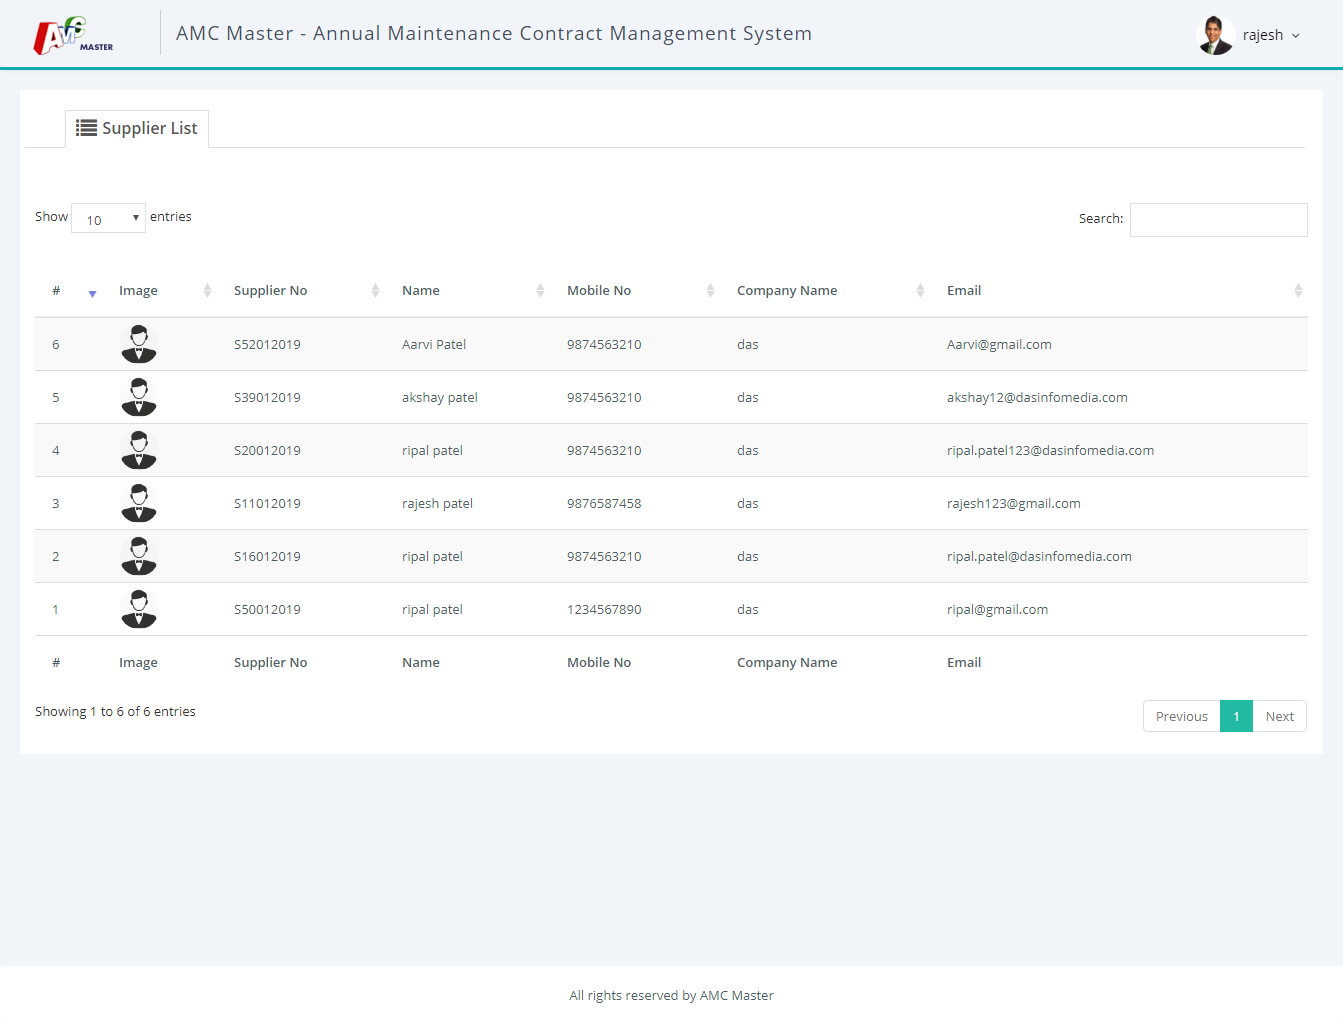 AMC MASTER
AMC Master - Annual Maintenance Contract Management System
rajesh
Supplier List
Show 10 entries
Search:
# Image Supplier No Name Mobile No Company Name Email
6 S52012019 Aarvi Patel 9874563210 das Aarvi@gmail.com
5 S39012019 akshay patel 9874563210 das akshay12@dasinfomedia.com
4 S20012019 ripal patel 9874563210 das ripal.patel123@dasinfomedia.com
3 S11012019 rajesh patel 9876587458 das rajesh123@gmail.com
2 S16012019 ripal patel 9874563210 das ripal.patel@dasinfomedia.com
1 S50012019 ripal patel 1234567890 das ripal@gmail.com
# Image Supplier No Name Mobile No Company Name Email
Showing 1 to 6 of 6 entries
Previous 1 Next
All rights reserved by AMC Master